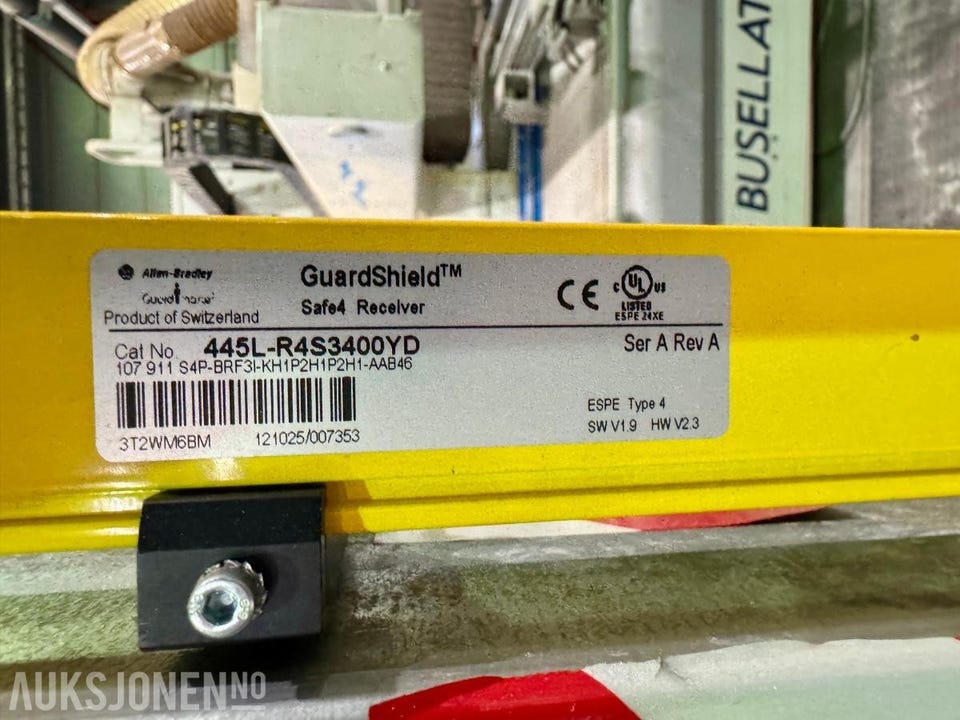 BUSELLAT
Allen-Bradley
GuardShield™
Safe4 Receiver
Product of Switzerland
C UL US
LISTED
ESPE 24XE
CE
Cat No. 445L-R4S3400YD
Ser A Rev A
107 911 S4P-BRF3I-KH1P2H1P2H1-AAB46
ESPE Type 4
SW V1.9 HW V2.3
3T2WM6BM 121025/007353
AUKSJONEN.NO